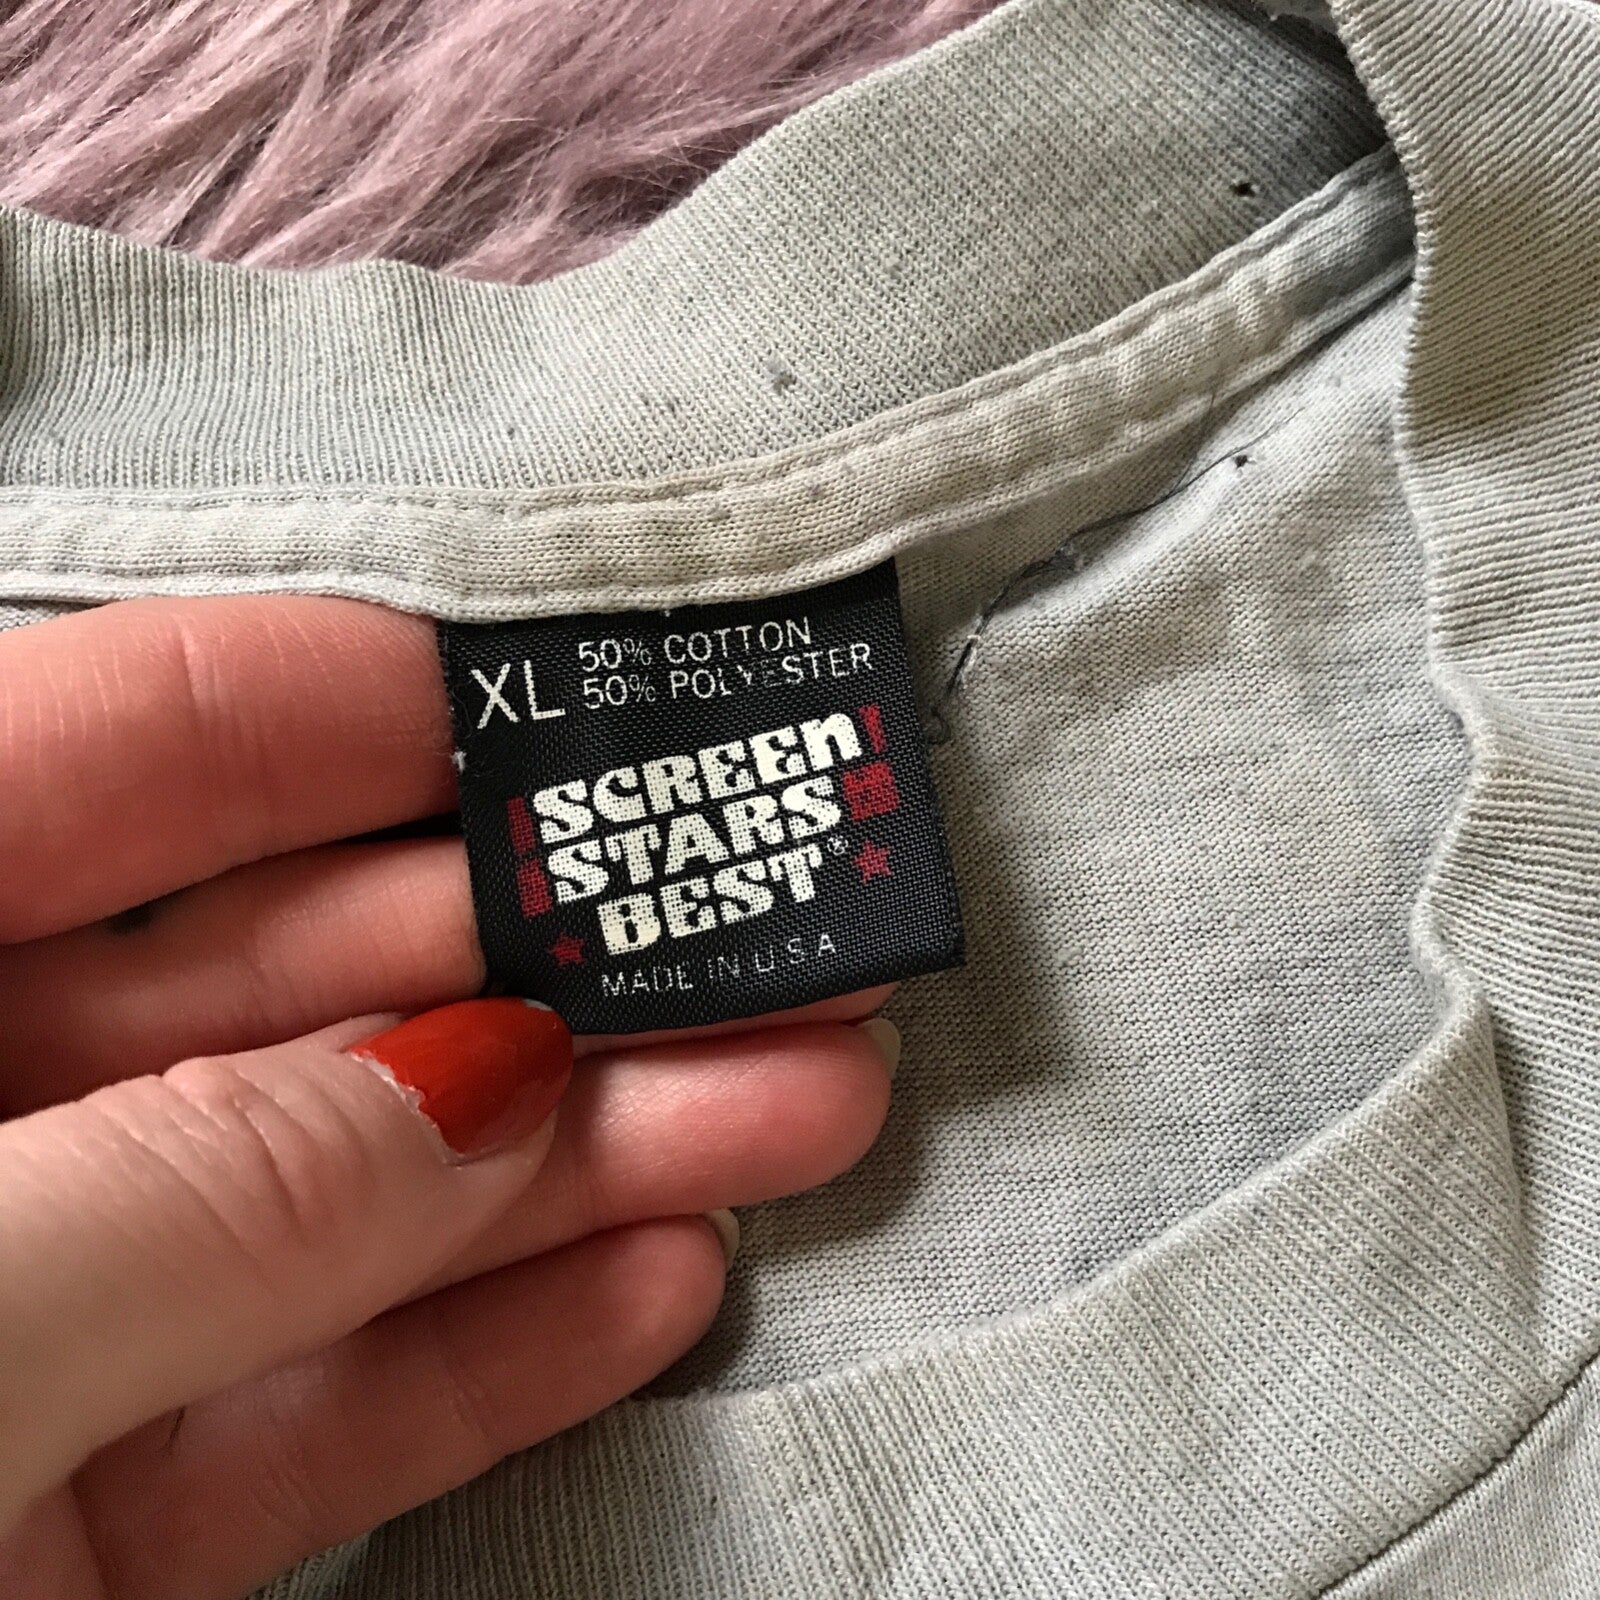 XL 50% COTTON
50% POLYESTER
SCREEN
STARS
BEST®
MADE IN U.S.A